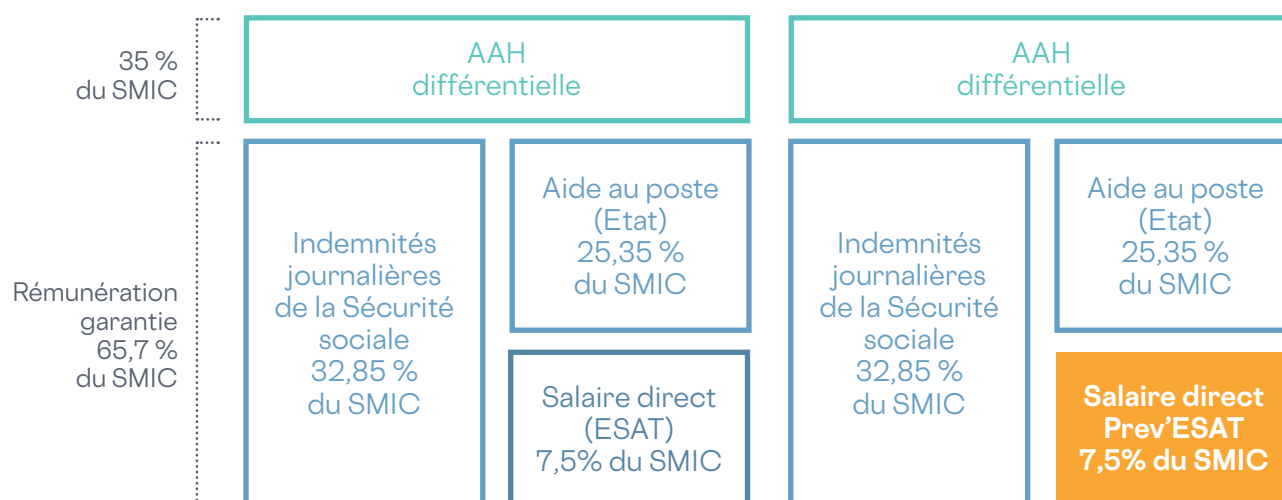 35 %
du SMIC
AAH
différentielle
AAH
différentielle
Rémunération
garantie
65,7 %
du SMIC
Indemnités
journalières
de la Sécurité
sociale
32,85 %
du SMIC
Aide au poste
(Etat)
25,35 %
du SMIC
Salaire direct
(ESAT)
7,5% du SMIC
Indemnités
journalières
de la Sécurité
sociale
32,85 %
du SMIC
Aide au poste
(Etat)
25,35 %
du SMIC
Salaire direct
Prev’ESAT
7,5% du SMIC